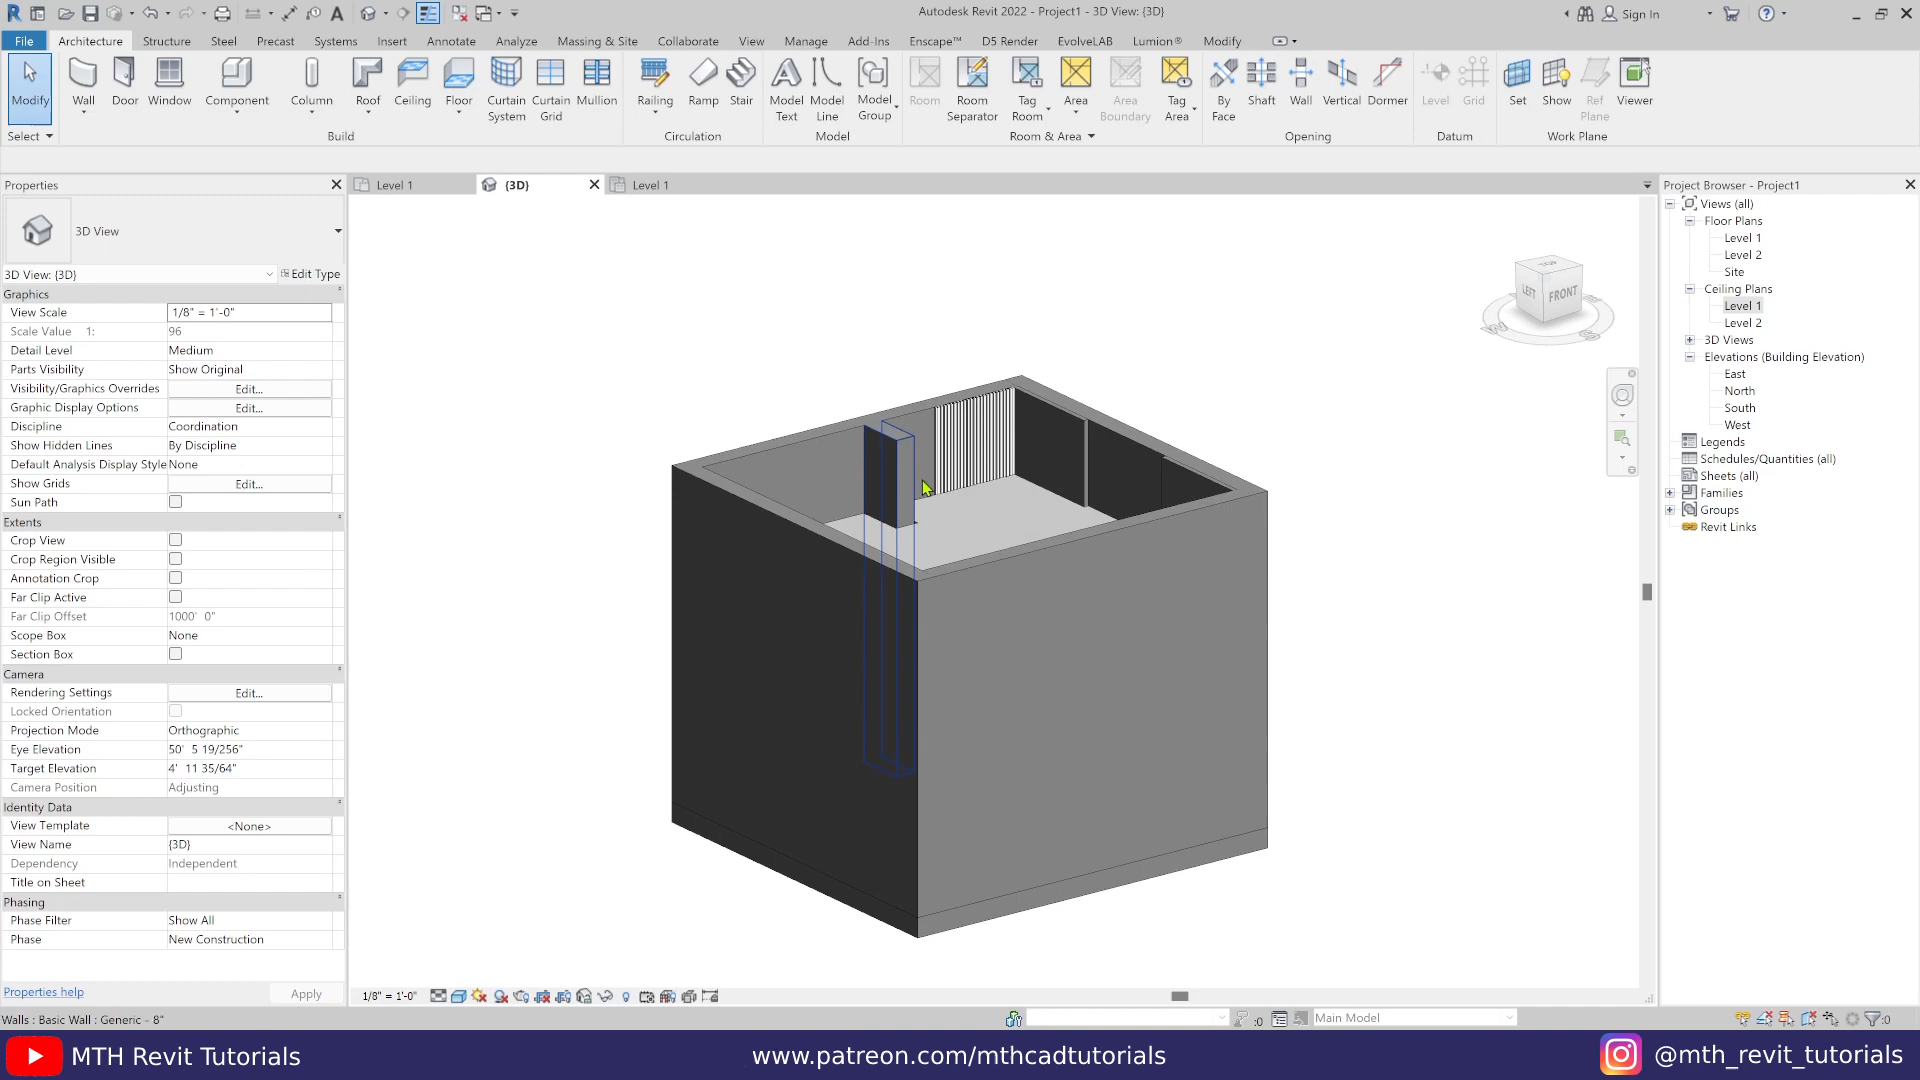 Autodesk Revit 2022 - Project1 - 3D View: {3D}
Sign In
File Architecture Structure Steel Precast Systems Insert Annotate Analyze Massing & Site Collaborate View Manage Add-Ins Enscape™ D5 Render EvolveLAB Lumion® Modify
Modify Wall Door Window Component Column Roof Ceiling Floor Curtain System Curtain Grid Mullion Railing Ramp Stair Model Text Model Line Model Group Room Room Separator Tag Room Area Area Boundary Tag Area By Face Shaft Wall Vertical Dormer Level Grid Set Show Ref Plane Viewer
Select Build Circulation Model Room & Area Opening Datum Work Plane
Properties
Level 1
{3D}
Level 1
Project Browser - Project1
3D View
3D View: {3D}
Edit Type
Graphics
View Scale 1/8" = 1'-0"
Scale Value 1: 96
Detail Level Medium
Parts Visibility Show Original
Visibility/Graphics Overrides Edit...
Graphic Display Options Edit...
Discipline Coordination
Show Hidden Lines By Discipline
Default Analysis Display Style None
Show Grids Edit...
Sun Path
Extents
Crop View
Crop Region Visible
Annotation Crop
Far Clip Active
Far Clip Offset 1000' 0"
Scope Box None
Section Box
Camera
Rendering Settings Edit...
Locked Orientation
Projection Mode Orthographic
Eye Elevation 50' 5 19/256"
Target Elevation 4' 11 35/64"
Camera Position Adjusting
Identity Data
View Template <None>
View Name {3D}
Dependency Independent
Title on Sheet
Phasing
Phase Filter Show All
Phase New Construction
Properties help
Apply
TOP
LEFT
FRONT
W
S
Views (all)
Floor Plans
Level 1
Level 2
Site
Ceiling Plans
Level 1
Level 2
3D Views
Elevations (Building Elevation)
East
North
South
West
Legends
Schedules/Quantities (all)
Sheets (all)
Families
Groups
Revit Links
1/8" = 1'-0"
Walls : Basic Wall : Generic - 8"
:0
Main Model
:0
MTH Revit Tutorials
www.patreon.com/mthcadtutorials
@mth_revit_tutorials